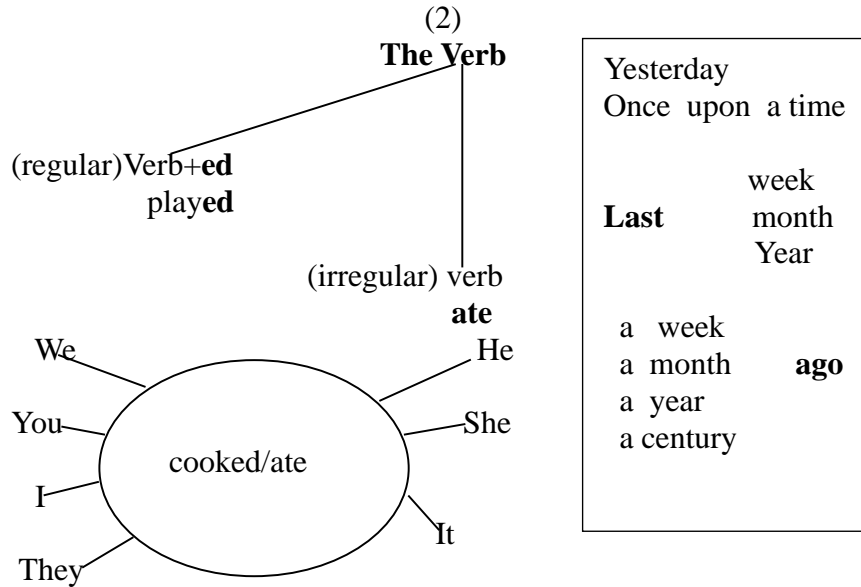 (2)
The Verb
(regular)Verb+ed
played
(irregular) verb
ate
We
You
I
They
cooked/ate
He
She
It
Yesterday
Once upon a time
week
Last month
Year
a week
a month ago
a year
a century